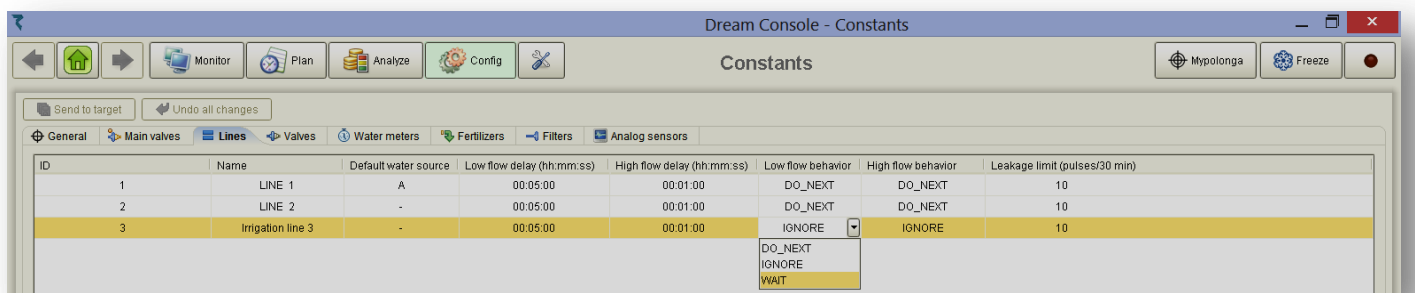 Dream Console - Constants
Monitor Plan Analyze Config Constants Mypolonga Freeze
Send to target Undo all changes
General Main valves Lines Valves Water meters Fertilizers Filters Analog sensors
ID Name Default water source Low flow delay (hh:mm:ss) High flow delay (hh:mm:ss) Low flow behavior High flow behavior Leakage limit (pulses/30 min)
1 LINE 1 A 00:05:00 00:01:00 DO_NEXT DO_NEXT 10
2 LINE 2 - 00:05:00 00:01:00 DO_NEXT DO_NEXT 10
3 Irrigation line 3 - 00:05:00 00:01:00 IGNORE IGNORE 10
DO_NEXT
IGNORE
WAIT